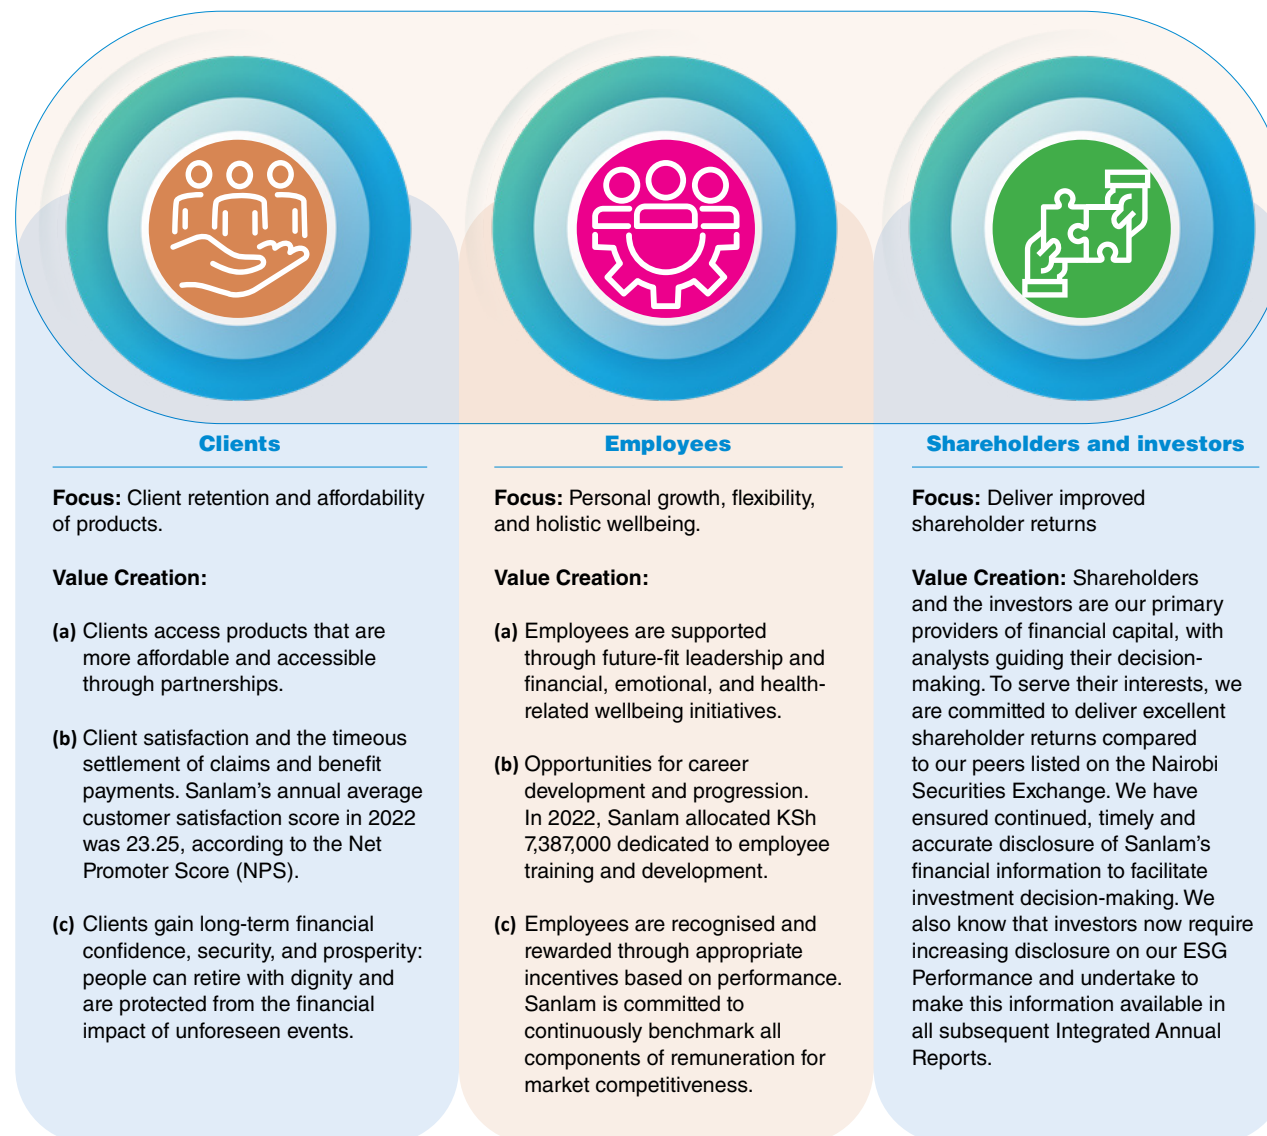 Clients
Focus: Client retention and affordability
of products.
Value Creation:
(a) Clients access products that are
more affordable and accessible
through partnerships.
(b) Client satisfaction and the timeous
settlement of claims and benefit
payments. Sanlam’s annual average
customer satisfaction score in 2022
was 23.25, according to the Net
Promoter Score (NPS).
(c) Clients gain long-term financial
confidence, security, and prosperity:
people can retire with dignity and
are protected from the financial
impact of unforeseen events.
Employees
Focus: Personal growth, flexibility,
and holistic wellbeing.
Value Creation:
(a) Employees are supported
through future-fit leadership and
financial, emotional, and health-
related wellbeing initiatives.
(b) Opportunities for career
development and progression.
In 2022, Sanlam allocated KSh
7,387,000 dedicated to employee
training and development.
(c) Employees are recognised and
rewarded through appropriate
incentives based on performance.
Sanlam is committed to
continuously benchmark all
components of remuneration for
market competitiveness.
Shareholders and investors
Focus: Deliver improved
shareholder returns
Value Creation: Shareholders
and the investors are our primary
providers of financial capital, with
analysts guiding their decision-
making. To serve their interests, we
are committed to deliver excellent
shareholder returns compared
to our peers listed on the Nairobi
Securities Exchange. We have
ensured continued, timely and
accurate disclosure of Sanlam’s
financial information to facilitate
investment decision-making. We
also know that investors now require
increasing disclosure on our ESG
Performance and undertake to
make this information available in
all subsequent Integrated Annual
Reports.